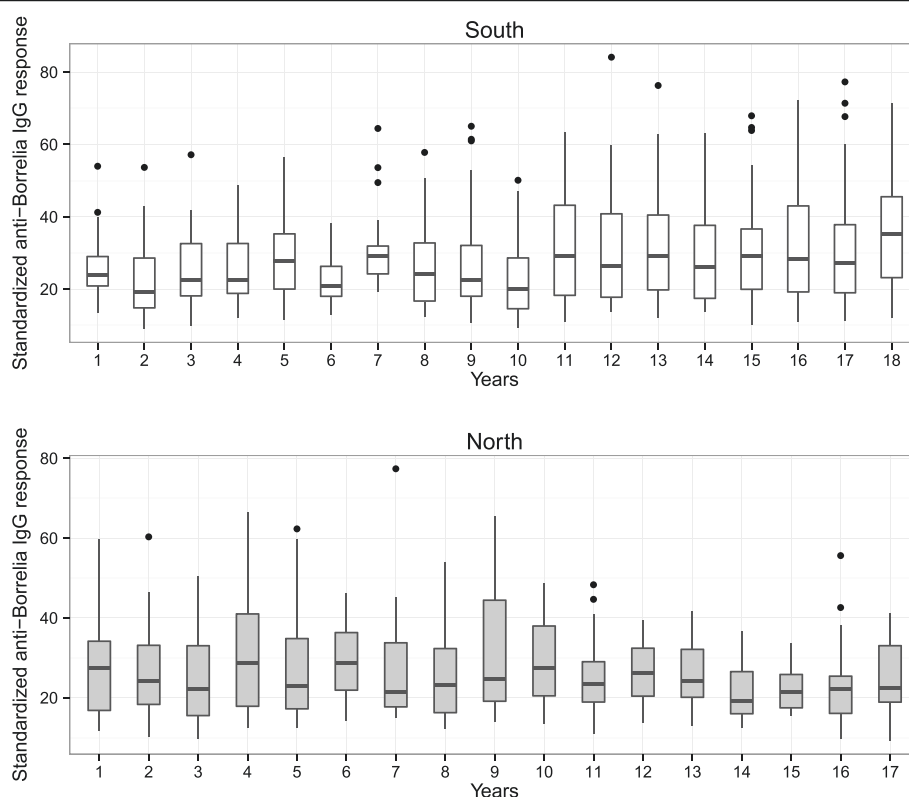 South
Standardized anti−Borrelia IgG response
80
60
40
20
1 2 3 4 5 6 7 8 9 10 11 12 13 14 15 16 17 18
Years
North
Standardized anti−Borrelia IgG response
80
60
40
20
1 2 3 4 5 6 7 8 9 10 11 12 13 14 15 16 17
Years